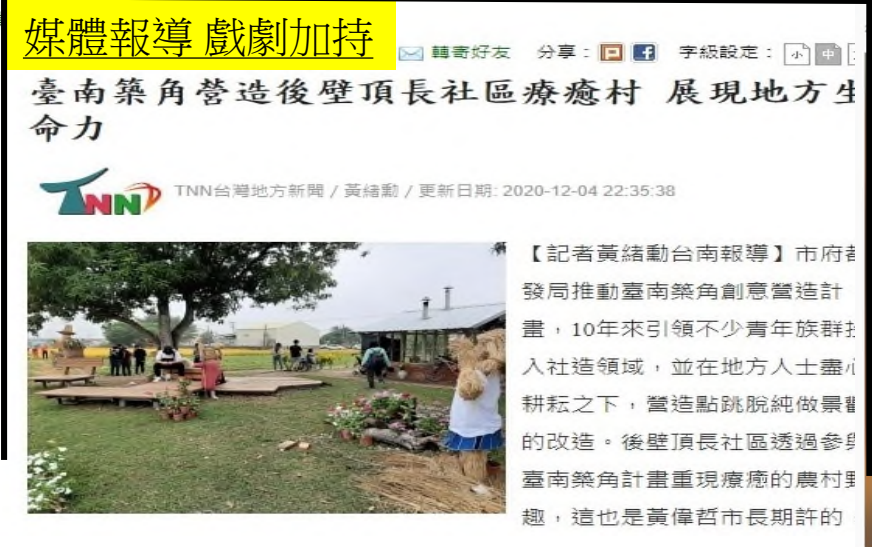 媒體報導 戲劇加持
轉寄好友 分享: 字級設定: 小 中
臺南築角營造後壁頂長社區療癒村 展現地方生
命力
TNN
TNN台灣地方新聞 / 黃緒勳 / 更新日期: 2020-12-04 22:35:38
【記者黃緒勳台南報導】市府
發局推動臺南築角創意營造計
畫，10年來引領不少青年族群
入社造領域，並在地方人士盡
耕耘之下，營造點跳脫純做景觀
的改造。後壁頂長社區透過參與
臺南築角計畫重現療癒的農村野
趣，這也是黃偉哲市長期許的